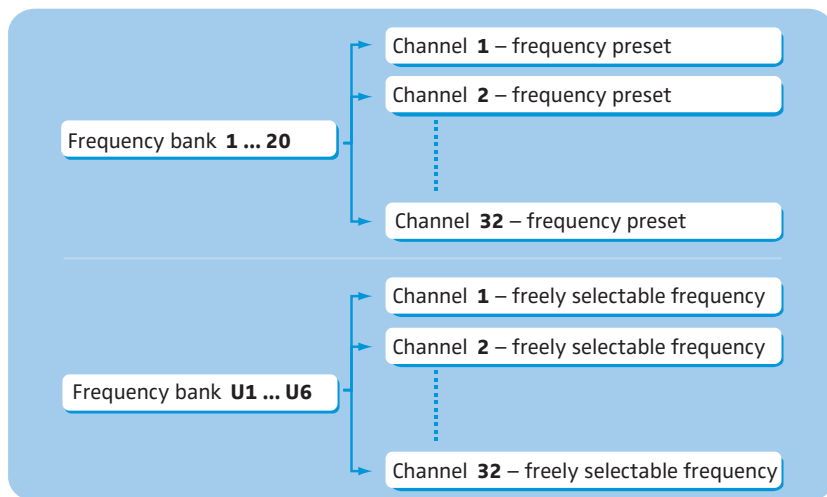 Channel 1 – frequency preset
Channel 2 – frequency preset
Frequency bank 1 ... 20
Channel 32 – frequency preset
Channel 1 – freely selectable frequency
Channel 2 – freely selectable frequency
Frequency bank U1 ... U6
Channel 32 – freely selectable frequency